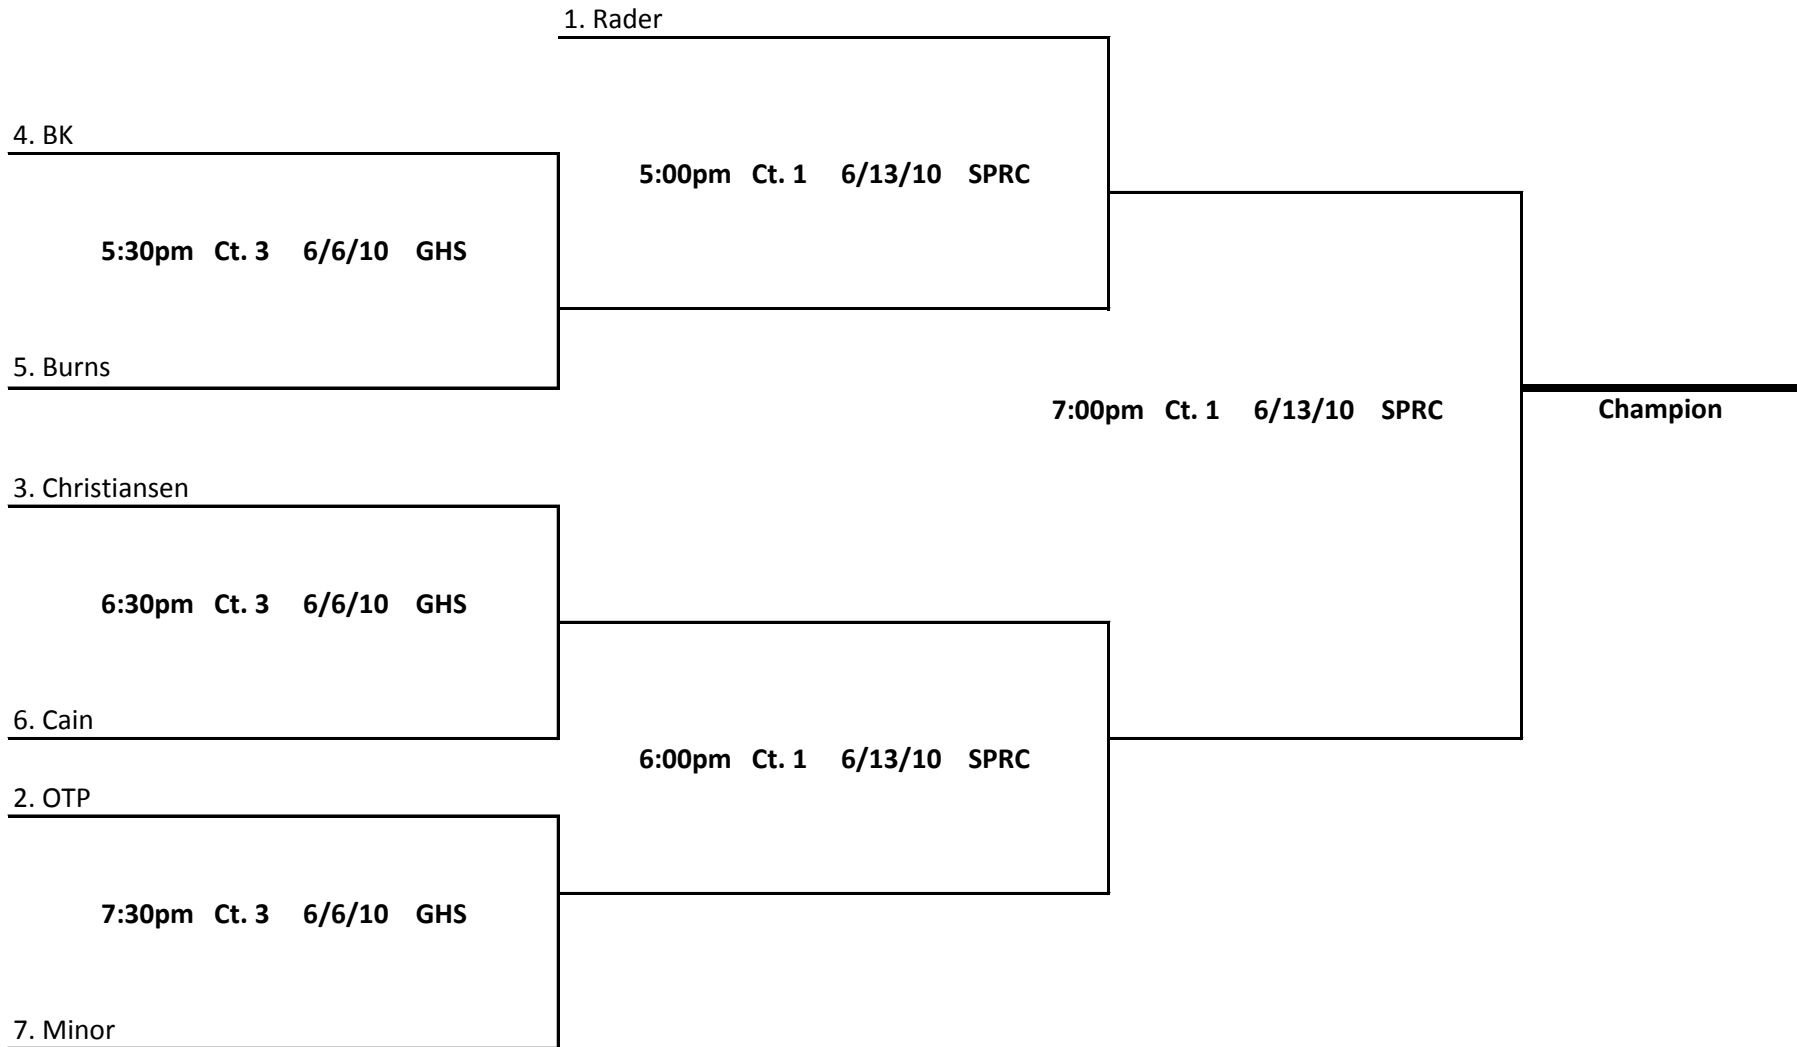 1. Rader
4. BK
5:00pm Ct. 1 6/13/10 SPRC
5:30pm Ct. 3 6/6/10 GHS
5. Burns
7:00pm Ct. 1 6/13/10 SPRC
Champion
3. Christiansen
6:30pm Ct. 3 6/6/10 GHS
6. Cain
6:00pm Ct. 1 6/13/10 SPRC
2. OTP
7:30pm Ct. 3 6/6/10 GHS
7. Minor